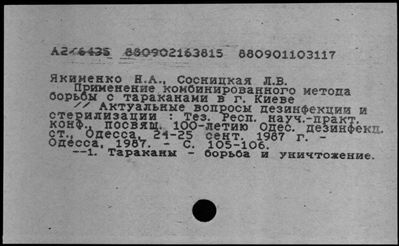 A2-6435 880902163815 880901103117
Якименко Н.А., Сосницкая Л.В.
Применение комбинированного метода
борьбы с тараканами в г. Киеве
// Актуальные вопросы дезинфекции и
стерилизации : Тез. Респ. науч.-практ.
конф., посвящ. 100-летию Одес. дезинфекц.
ст., Одесса, 24-25 сент. 1987 г. -
Одесса, 1987. - С. 105-106.
--1. Тараканы - борьба и уничтожение.